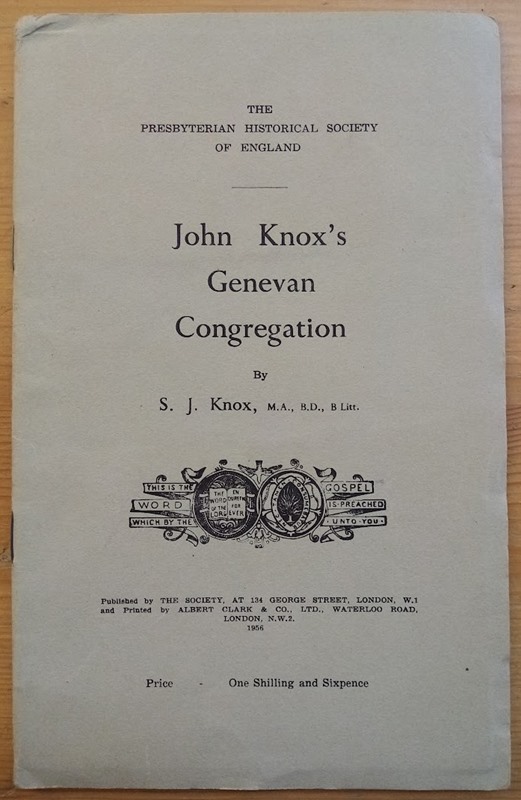 THE
PRESBYTERIAN HISTORICAL SOCIETY
OF ENGLAND
John Knox's
Genevan
Congregation
By
S. J. Knox, M.A., B.D., B Litt.
THIS IS THE
WORD
WHICH BY THE
THE WORD OF THE LORD
ENDURETH FOR EVER
GOSPEL
IS PREACHED
UNTO YOU
Published by THE SOCIETY, AT 134 GEORGE STREET, LONDON, W.1
and Printed by ALBERT CLARK & CO., LTD., WATERLOO ROAD,
LONDON, N.W.2.
1956
Price - One Shilling and Sixpence